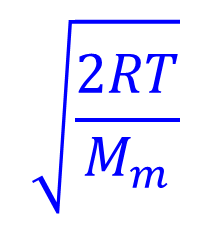 √(2RT / M_m)